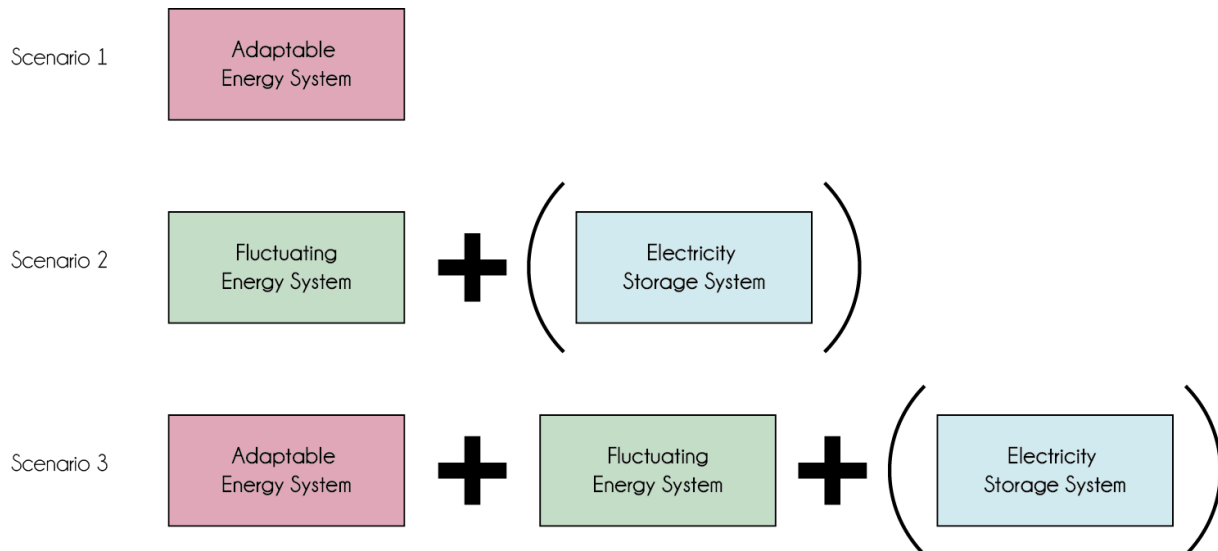 Scenario 1
Adaptable
Energy System
Scenario 2
Fluctuating
Energy System
+
(
Electricity
Storage System
)
Scenario 3
Adaptable
Energy System
+
Fluctuating
Energy System
+
(
Electricity
Storage System
)